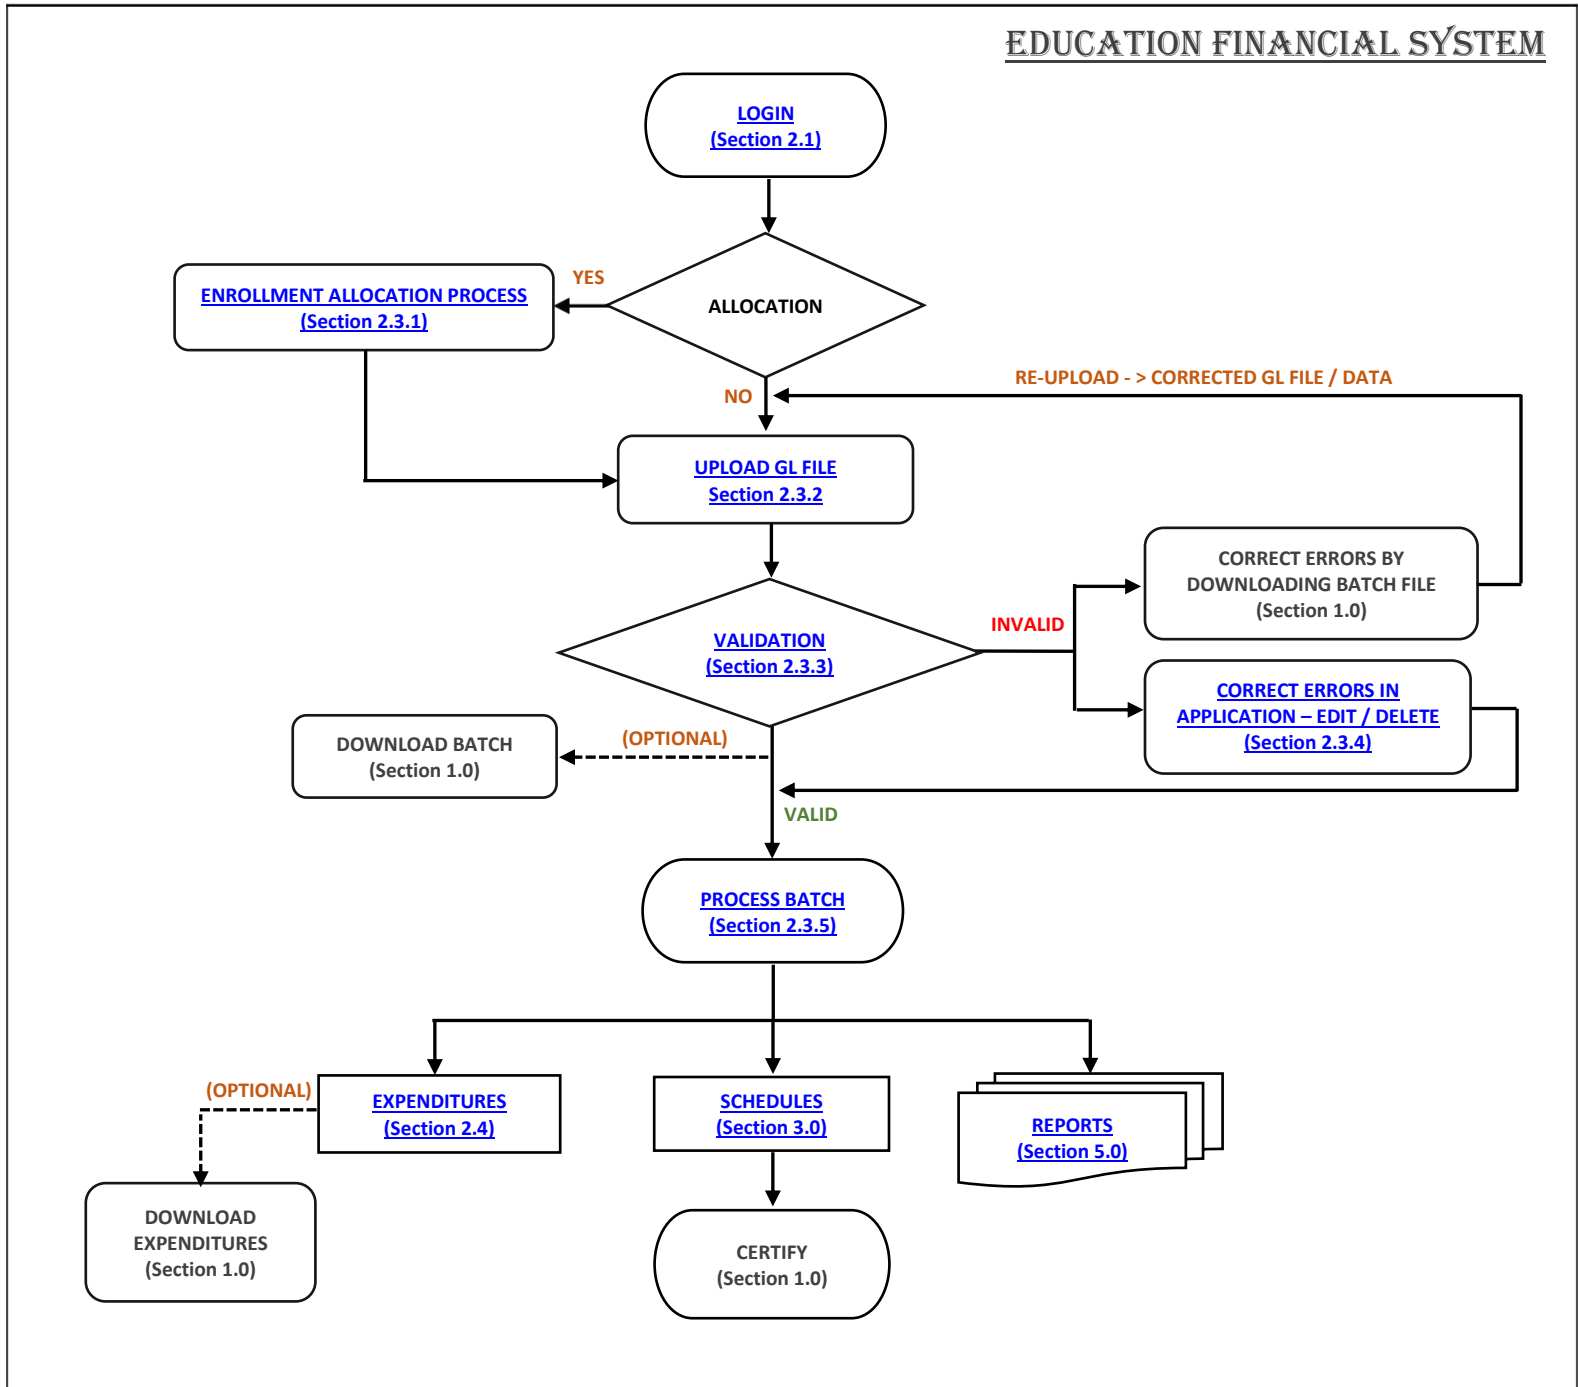 EDUCATION FINANCIAL SYSTEM
LOGIN
(Section 2.1)
YES
ENROLLMENT ALLOCATION PROCESS
(Section 2.3.1)
ALLOCATION
NO
RE-UPLOAD - > CORRECTED GL FILE / DATA
UPLOAD GL FILE
Section 2.3.2
CORRECT ERRORS BY
DOWNLOADING BATCH FILE
(Section 1.0)
INVALID
VALIDATION
(Section 2.3.3)
CORRECT ERRORS IN
APPLICATION – EDIT / DELETE
(Section 2.3.4)
(OPTIONAL)
DOWNLOAD BATCH
(Section 1.0)
VALID
PROCESS BATCH
(Section 2.3.5)
(OPTIONAL)
EXPENDITURES
(Section 2.4)
SCHEDULES
(Section 3.0)
REPORTS
(Section 5.0)
DOWNLOAD
EXPENDITURES
(Section 1.0)
CERTIFY
(Section 1.0)